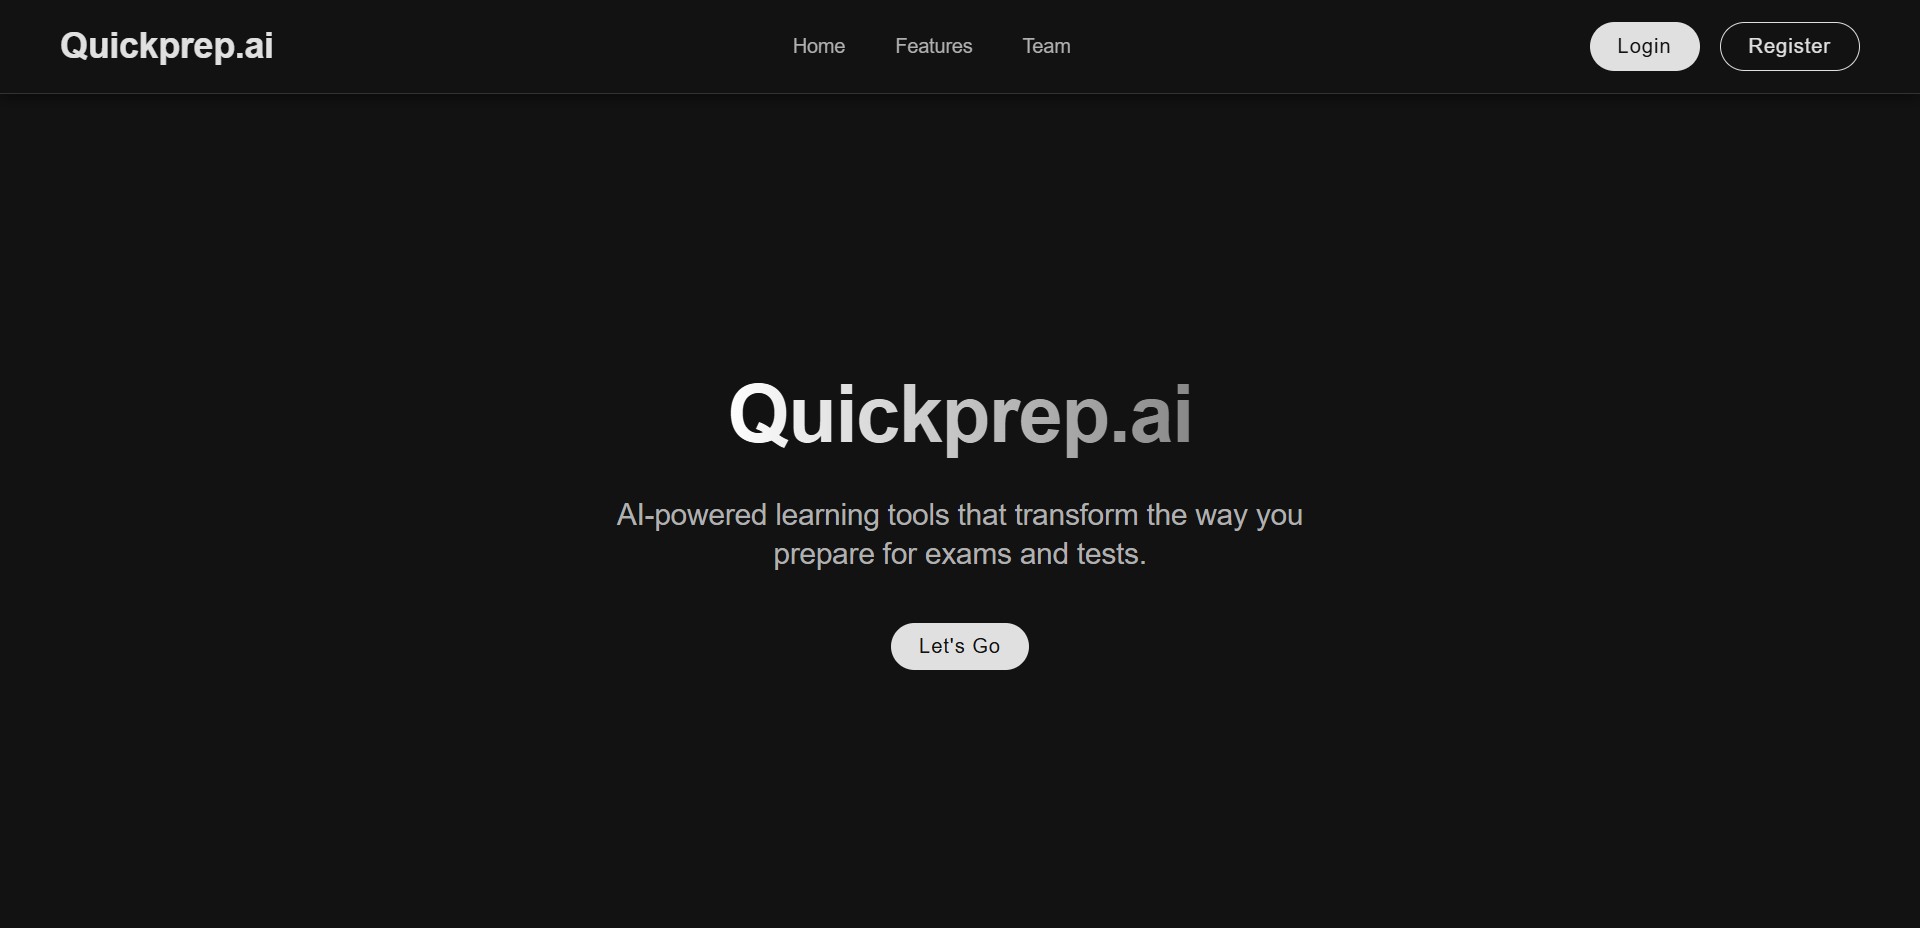 Quickprep.ai
Home Features Team
Login Register
Quickprep.ai
AI-powered learning tools that transform the way you
prepare for exams and tests.
Let's Go